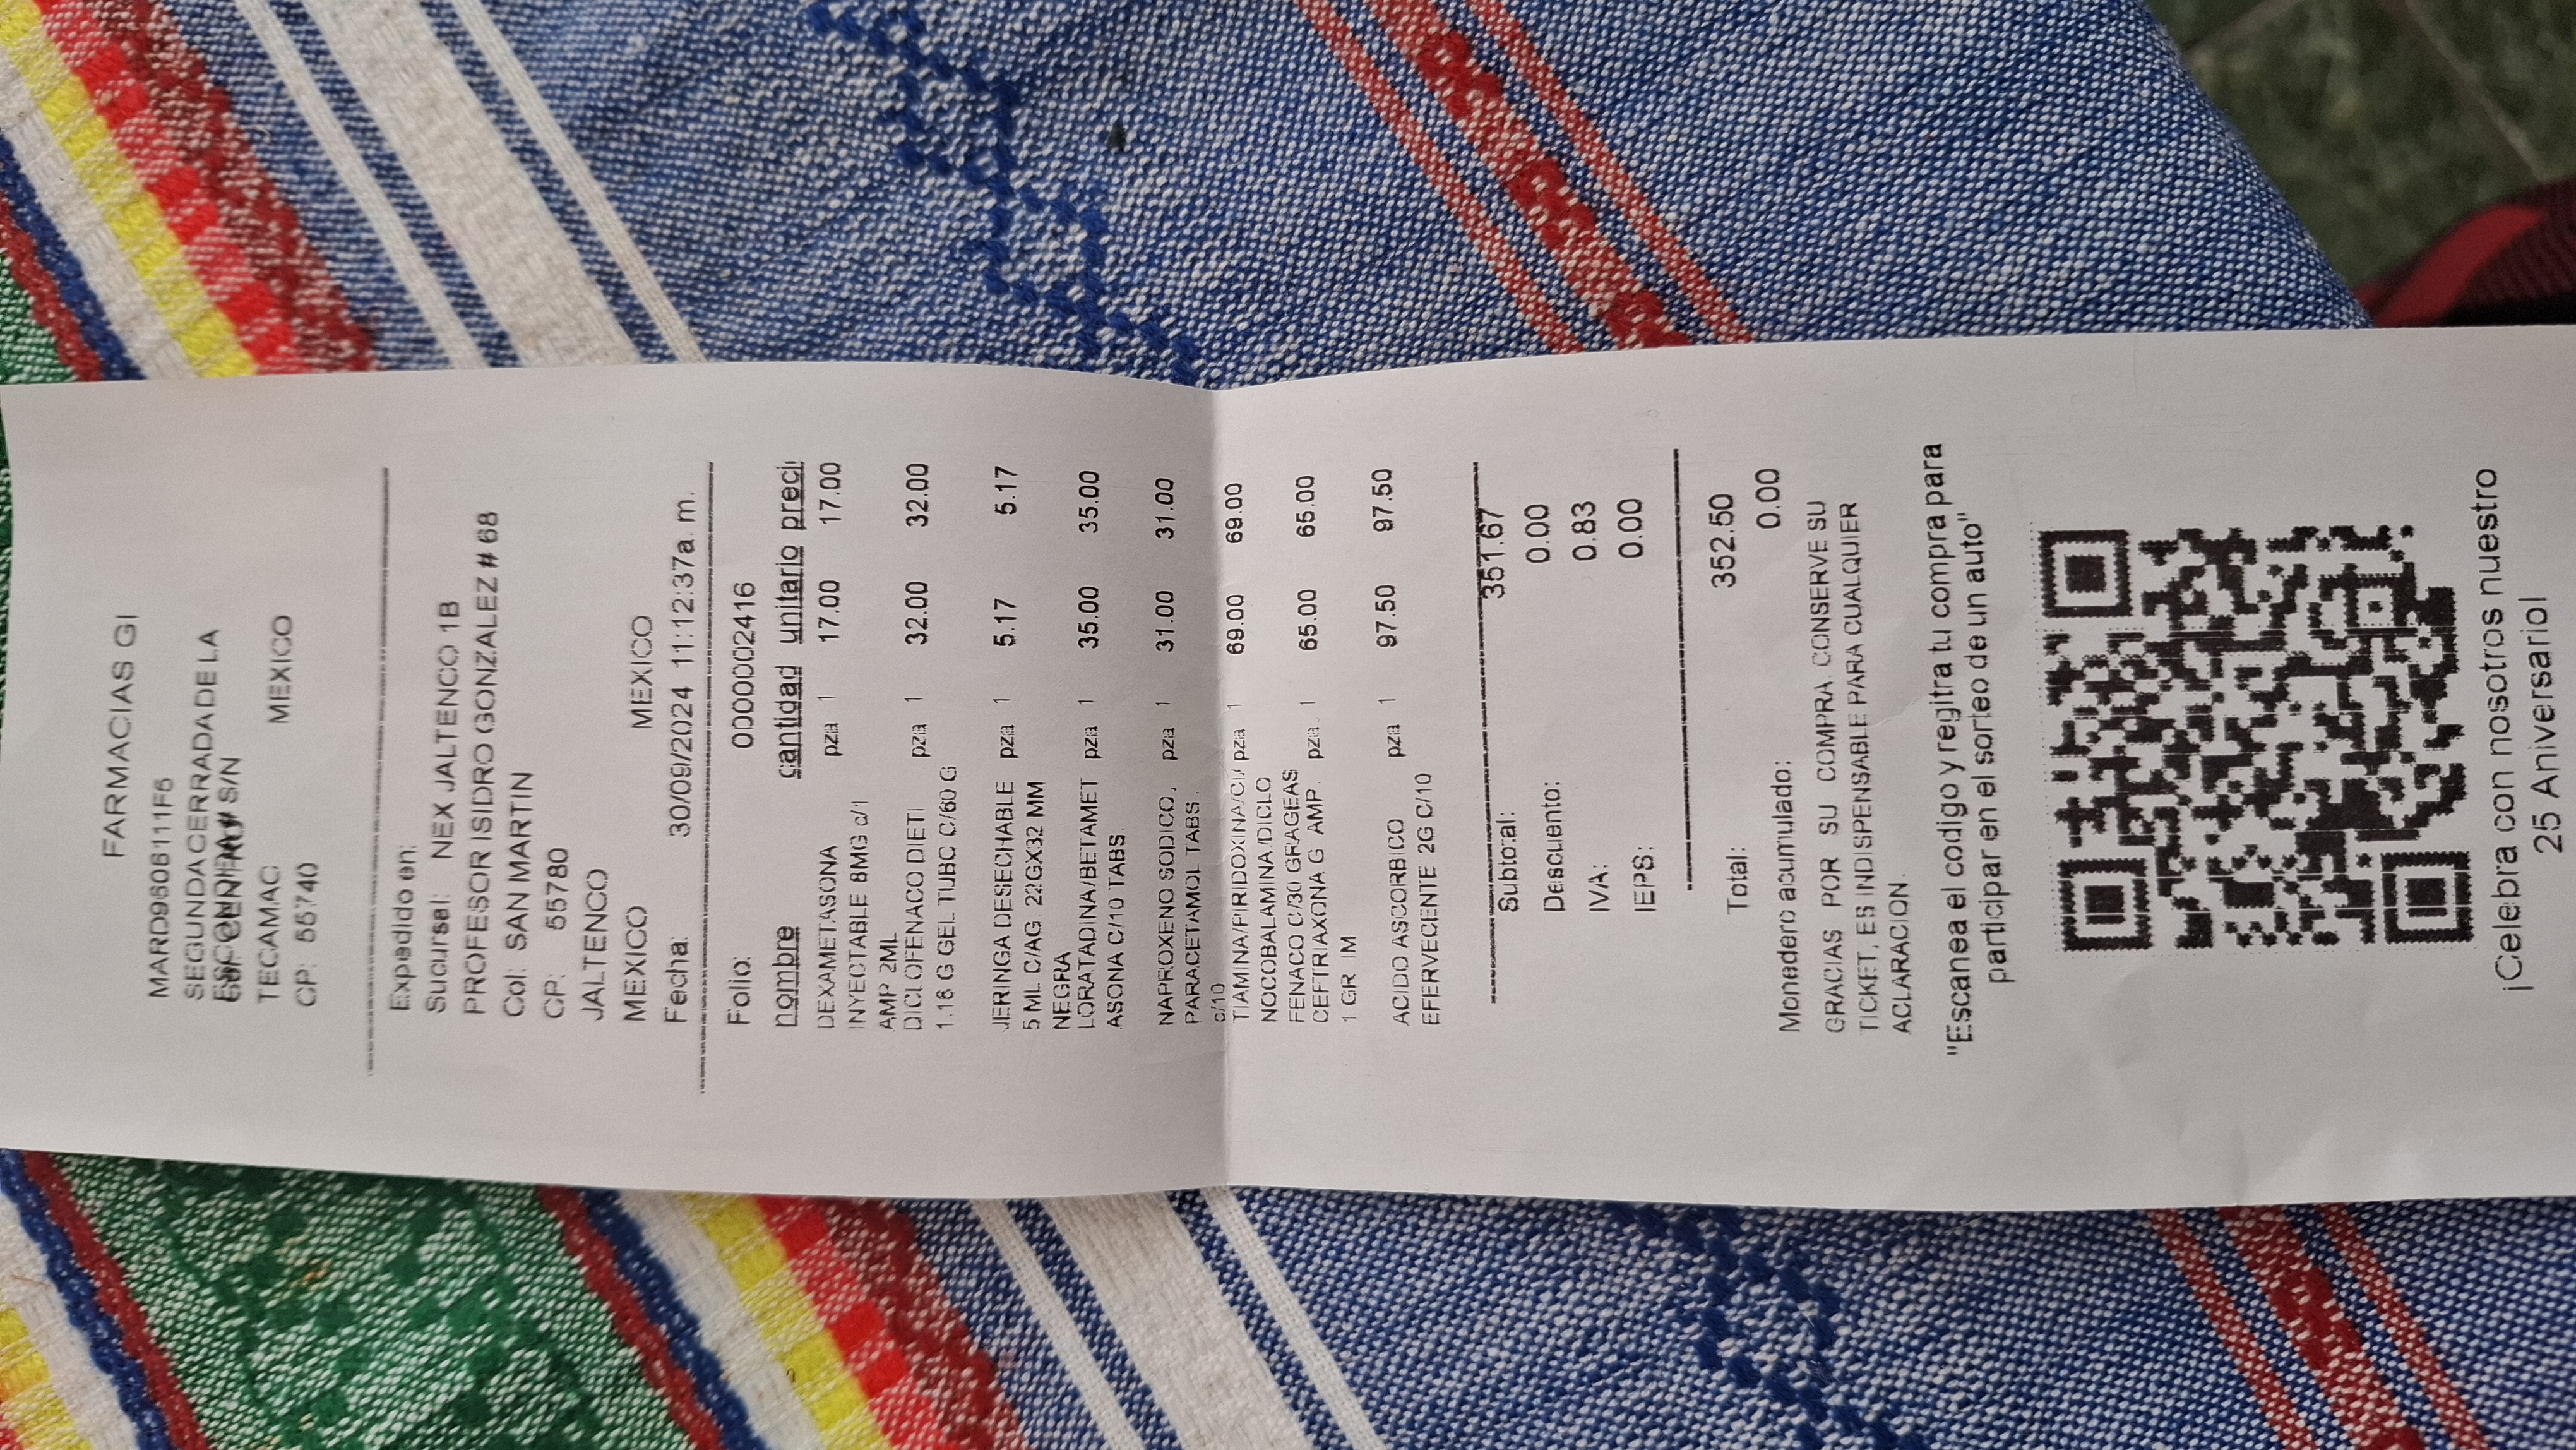 FARMACIAS GI
MARD9806111F6
SEGUNDA CERRADA DE LA
S/N
TECAMAC MEXICO
CP: 55740
Expedido en:
Sucursal: NEX JALTENCO 1B
PROFESOR ISIDRO GONZALEZ # 68
Col: SAN MARTIN
CP: 55780
JALTENCO
MEXICO MEXICO
Fecha: 30/09/2024 11:12:37a. m.
Folio: 0000002416
nombre cantidad unitario preci
DEXAMETASONA pza 1 17.00 17.00
INYECTABLE 8MG c/1
AMP 2ML
DICLOFENACO DIETI pza 1 32.00 32.00
1.16 G GEL TUBC C/60 G
JERINGA DESECHABLE pza 1 5.17 5.17
5 ML C/AG 22GX32 MM
NEGRA
LORATADINA/BETAMET pza 1 35.00 35.00
ASONA C/10 TABS.
NAPROXENO SODICO, pza 1 31.00 31.00
PARACETAMOL TABS.
c/10
TIAMINA/PIRIDOXINA/CI/ pza 1 69.00 69.00
NOCOBALAMINA/DICLO
FENACO C/30 GRAGEAS
CEFTRIAXONA G AMP. pza 1 65.00 65.00
1 GR IM
ACIDO ASCORBICO pza 1 97.50 97.50
EFERVECENTE 2G C/10
Subtotal: 351.67
Descuento: 0.00
IVA: 0.83
IEPS: 0.00
Total: 352.50
Monedero acumulado: 0.00
GRACIAS POR SU COMPRA, CONSERVE SU
TICKET, ES INDISPENSABLE PARA CUALQUIER
ACLARACION.
"Escanea el codigo y regitra tu compra para
participar en el sorteo de un auto"
¡Celebra con nosotros nuestro
25 Aniversario!